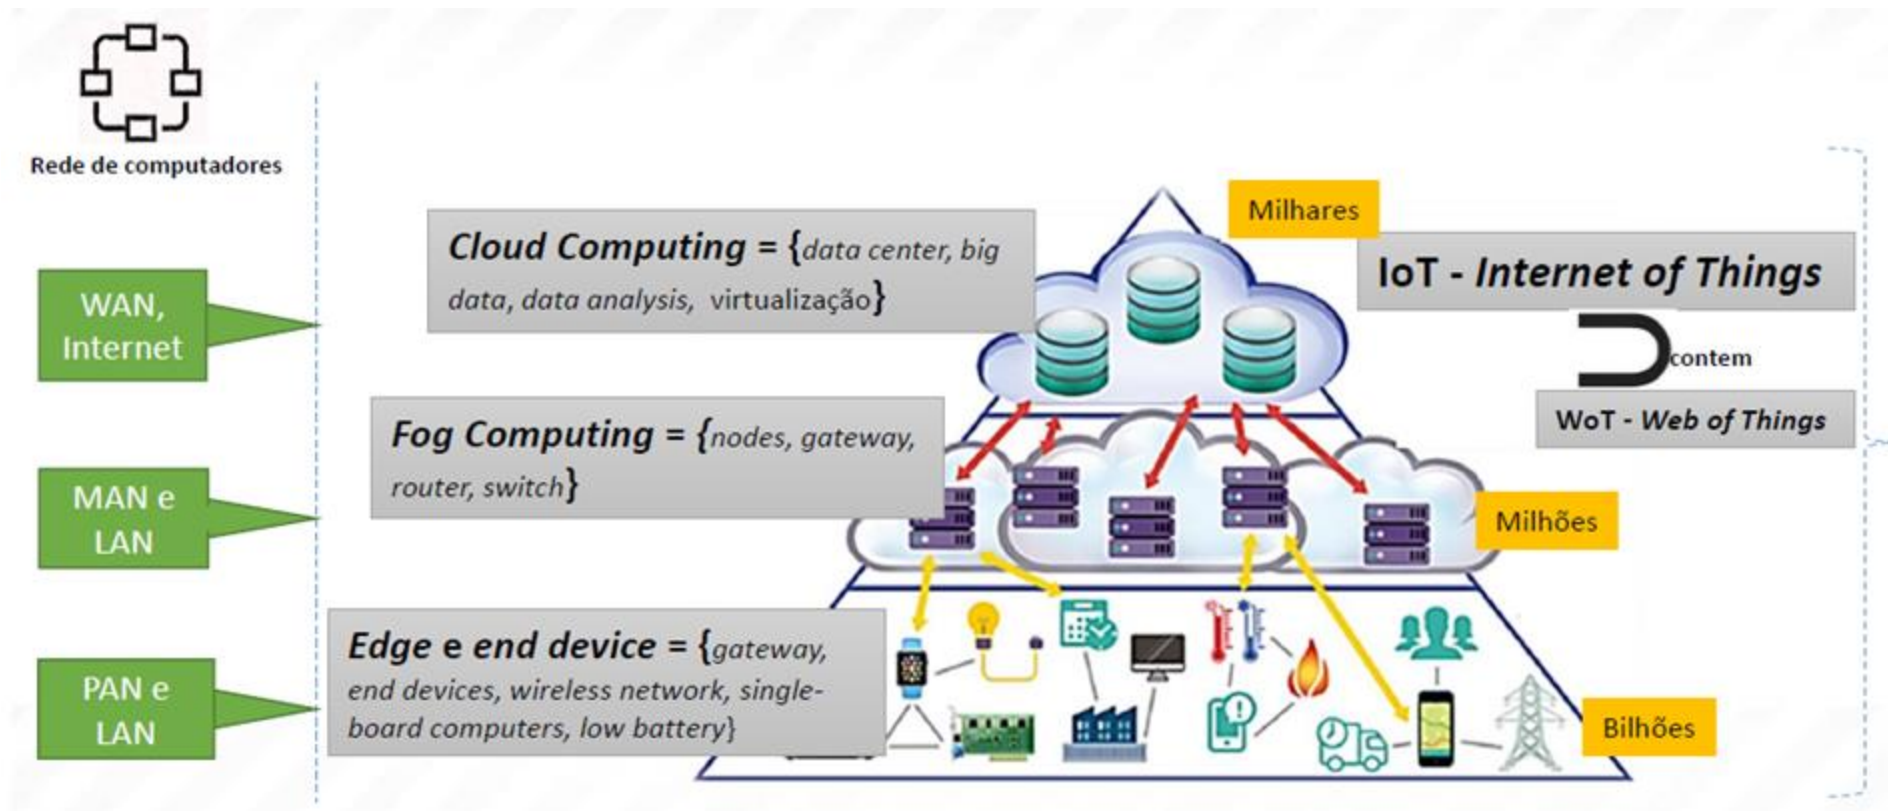 Rede de computadores
WAN,
Internet
MAN e
LAN
PAN e
LAN
Cloud Computing = {data center, big
data, data analysis, virtualização}
Fog Computing = {nodes, gateway,
router, switch}
Edge e end device = {gateway,
end devices, wireless network, single-
board computers, low battery}
Milhares
IoT - Internet of Things
contem
WoT - Web of Things
Milhões
Bilhões